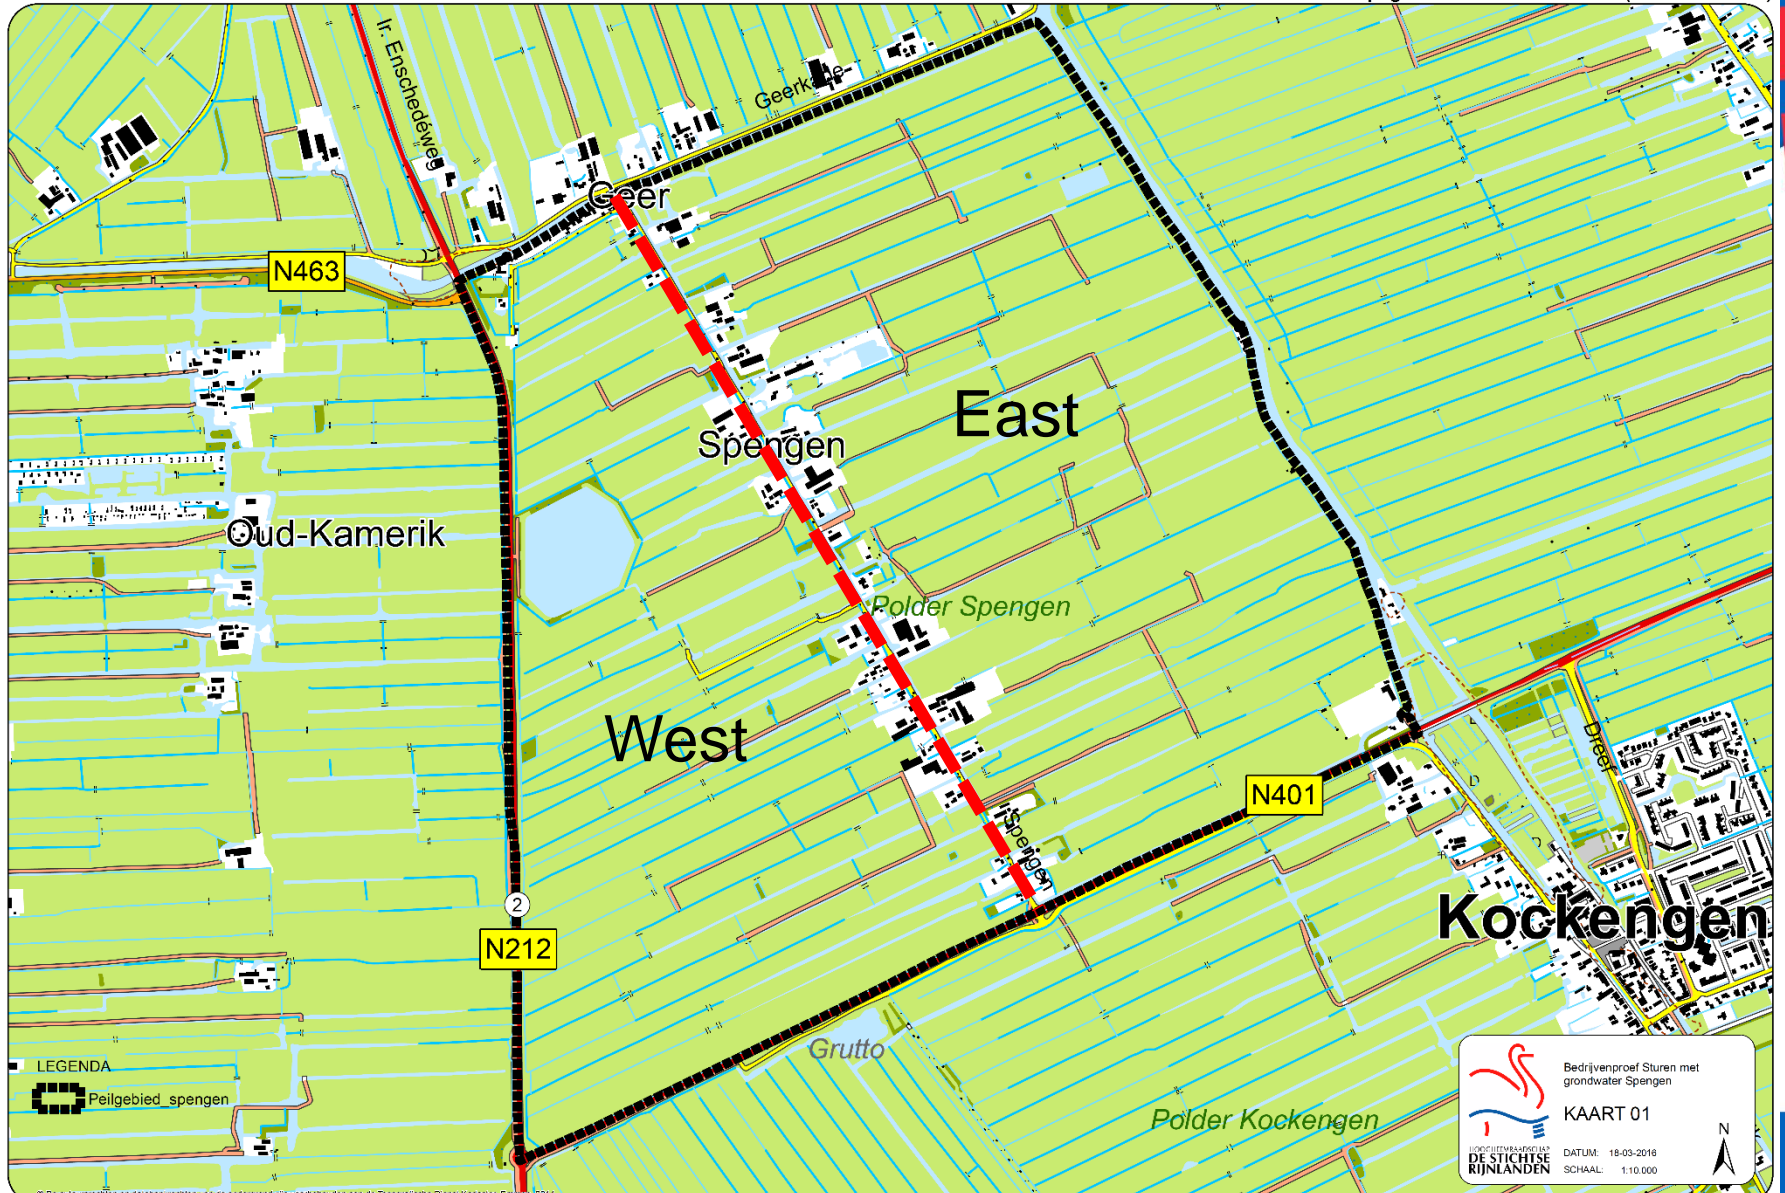 Ir. Enschedéweg
Geer
N463
East
Spengen
Oud-Kamerik
Polder Spengen
West
Dreef
N401
Spengen
Kockengen
2
N212
Grutto
LEGENDA
Peilgebied_spengen
Polder Kockengen
Bedrijvenproef Sturen met
grondwater Spengen
KAART 01
HOOGHEEMRAADSCHAP
DE STICHTSE
RIJNLANDEN
DATUM: 18-03-2016
SCHAAL: 1:10.000
N